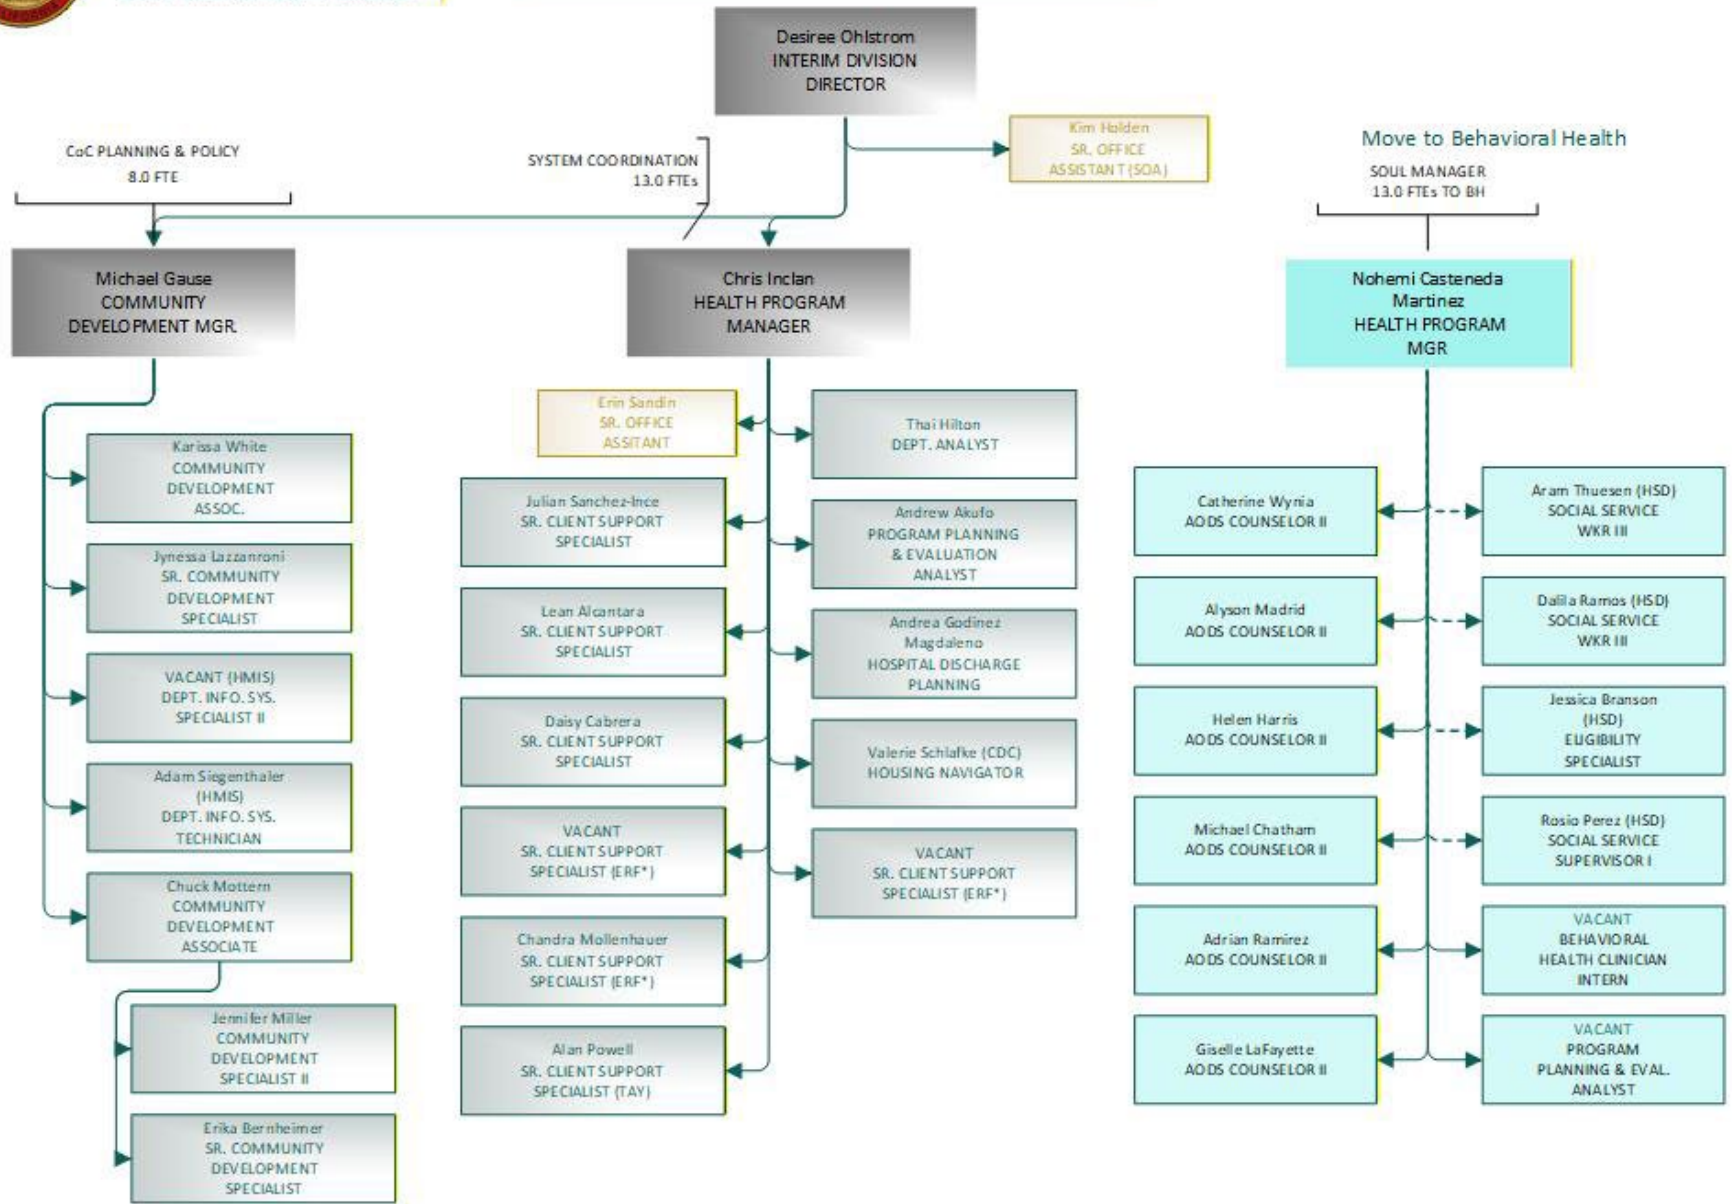 CALIFORNIA
Desiree Ohlstrom
INTERIM DIVISION
DIRECTOR
Kim Holden
SR. OFFICE
ASSISTANT (SOA)
CoC PLANNING & POLICY
8.0 FTE
SYSTEM COORDINATION
13.0 FTEs
Move to Behavioral Health
SOUL MANAGER
13.0 FTEs TO BH
Michael Gause
COMMUNITY
DEVELOPMENT MGR.
Chris Inclan
HEALTH PROGRAM
MANAGER
Nohemi Casteneda
Martinez
HEALTH PROGRAM
MGR
Karissa White
COMMUNITY
DEVELOPMENT
ASSOC.
Jynessa Lazzanroni
SR. COMMUNITY
DEVELOPMENT
SPECIALIST
VACANT (HMIS)
DEPT. INFO. SYS.
SPECIALIST II
Adam Siegenthaler
(HMIS)
DEPT. INFO. SYS.
TECHNICIAN
Chuck Mottern
COMMUNITY
DEVELOPMENT
ASSOCIATE
Jennifer Miller
COMMUNITY
DEVELOPMENT
SPECIALIST II
Erika Bernheimer
SR. COMMUNITY
DEVELOPMENT
SPECIALIST
Erin Sandin
SR. OFFICE
ASSITANT
Julian Sanchez-Ince
SR. CLIENT SUPPORT
SPECIALIST
Lean Alcantara
SR. CLIENT SUPPORT
SPECIALIST
Daisy Cabrera
SR. CLIENT SUPPORT
SPECIALIST
VACANT
SR. CLIENT SUPPORT
SPECIALIST (ERF*)
Chandra Mollenhauer
SR. CLIENT SUPPORT
SPECIALIST (ERF*)
Alan Powell
SR. CLIENT SUPPORT
SPECIALIST (TAY)
Thai Hilton
DEPT. ANALYST
Andrew Akufo
PROGRAM PLANNING
& EVALUATION
ANALYST
Andrea Godinez
Magdaleno
HOSPITAL DISCHARGE
PLANNING
Valerie Schlafke (CDC)
HOUSING NAVIGATOR
VACANT
SR. CLIENT SUPPORT
SPECIALIST (ERF*)
Catherine Wynia
AODS COUNSELOR II
Alyson Madrid
AODS COUNSELOR II
Helen Harris
AODS COUNSELOR II
Michael Chatham
AODS COUNSELOR II
Adrian Ramirez
AODS COUNSELOR II
Giselle LaFayette
AODS COUNSELOR II
Aram Thuesen (HSD)
SOCIAL SERVICE
WKR III
Dalila Ramos (HSD)
SOCIAL SERVICE
WKR III
Jessica Branson
(HSD)
ELIGIBILITY
SPECIALIST
Rosio Perez (HSD)
SOCIAL SERVICE
SUPERVISOR I
VACANT
BEHAVIORAL
HEALTH CLINICIAN
INTERN
VACANT
PROGRAM
PLANNING & EVAL.
ANALYST